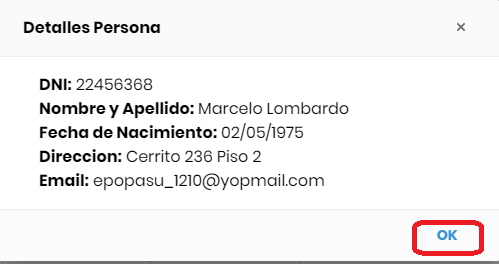 Detalles Persona ×
DNI: 22456368
Nombre y Apellido: Marcelo Lombardo
Fecha de Nacimiento: 02/05/1975
Direccion: Cerrito 236 Piso 2
Email: epopasu_1210@yopmail.com
OK